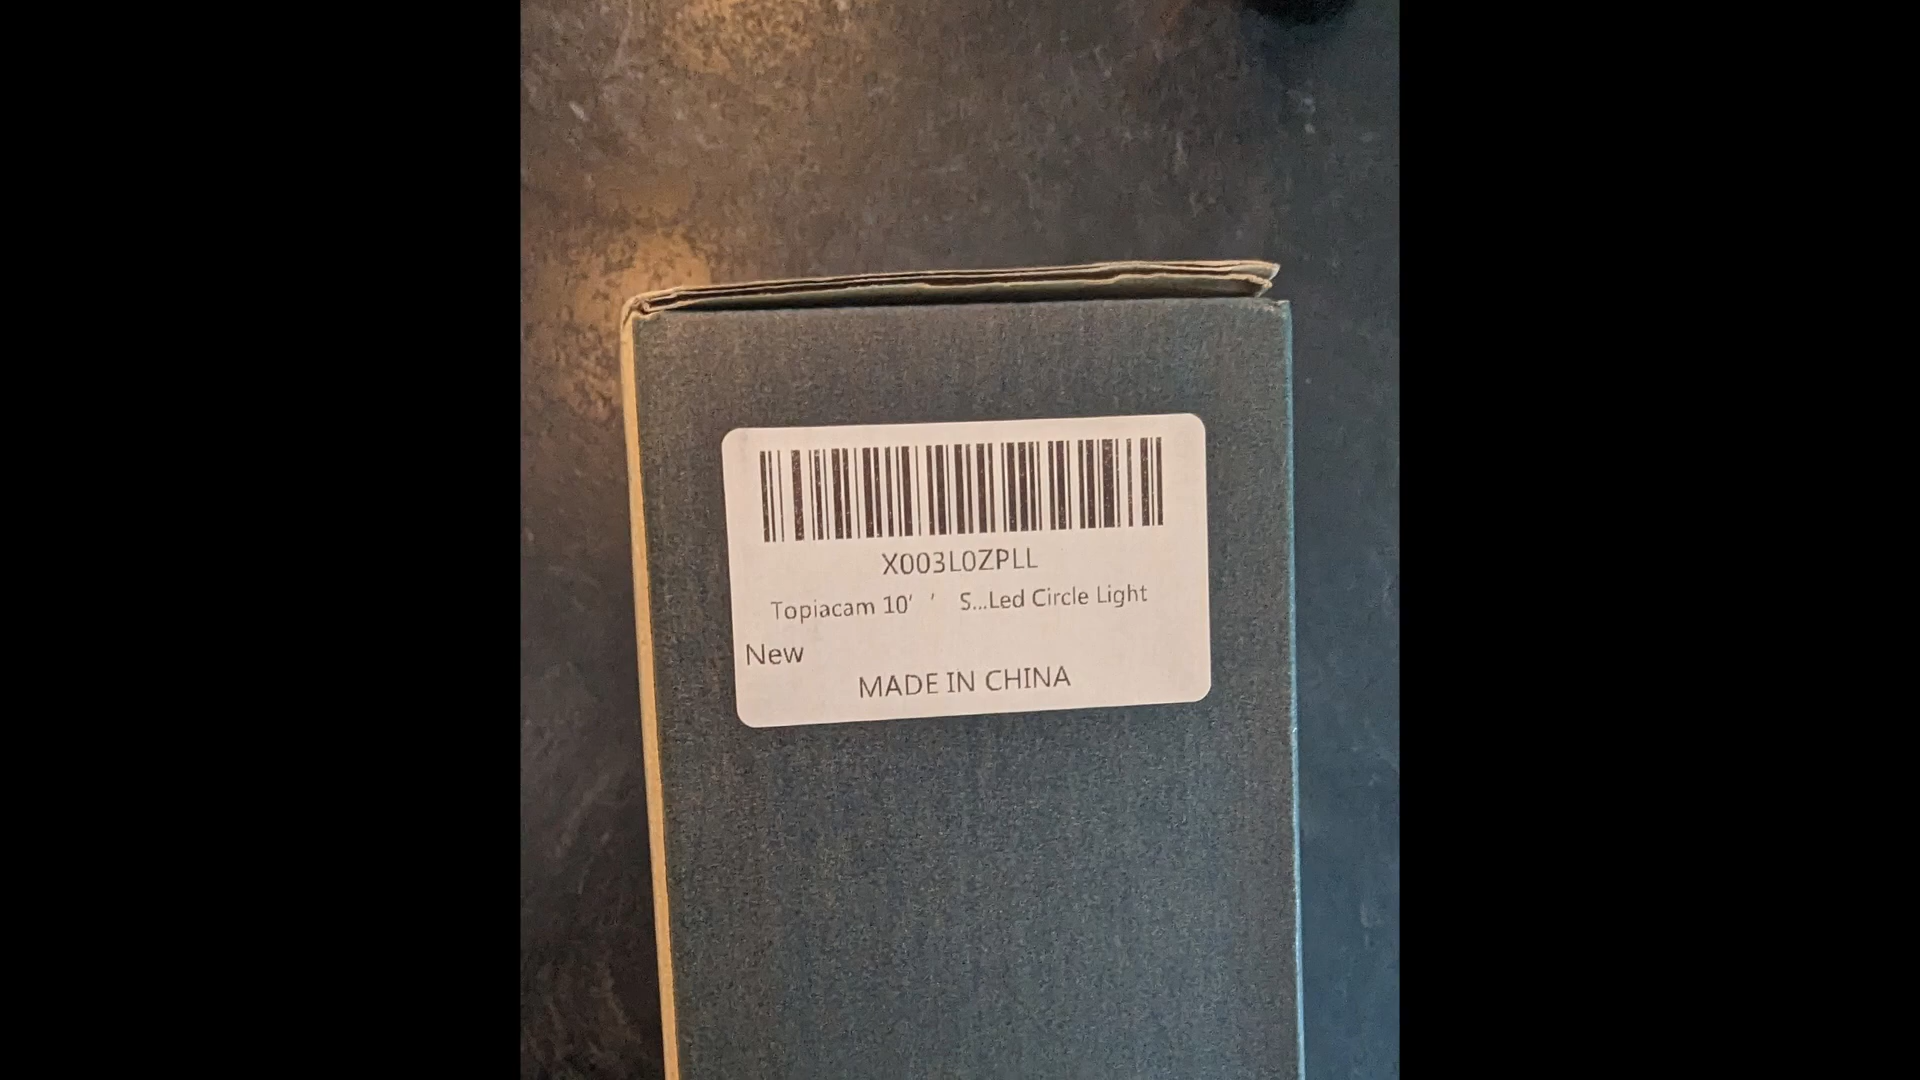 X003L0ZPLL
Topiacam 10′ ′ S...Led Circle Light
New
MADE IN CHINA